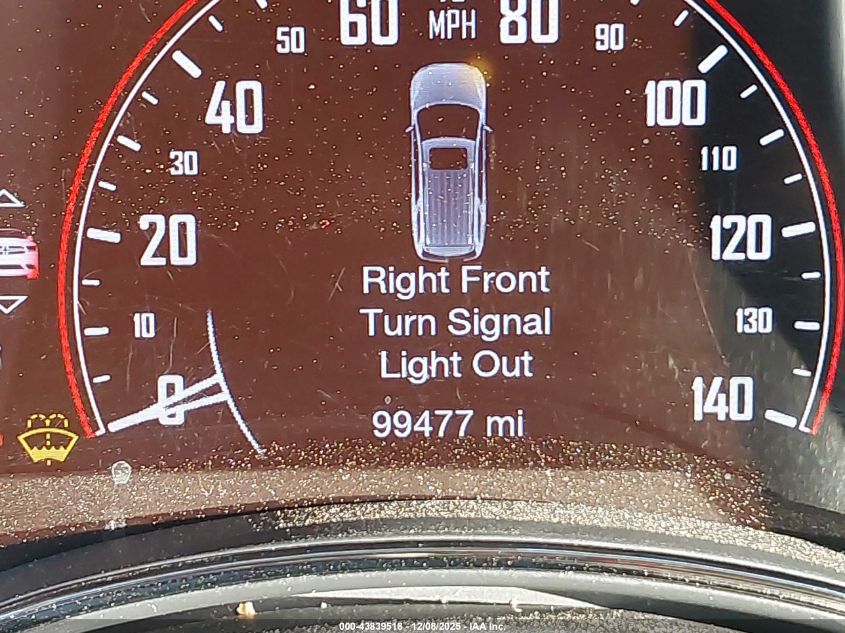 60 MPH 80
50 90
40 100
30 110
20 120
Right Front
Turn Signal
10 130
Light Out
0 140
99477 mi
000-43839516 - 12/08/2025 - IAA Inc.